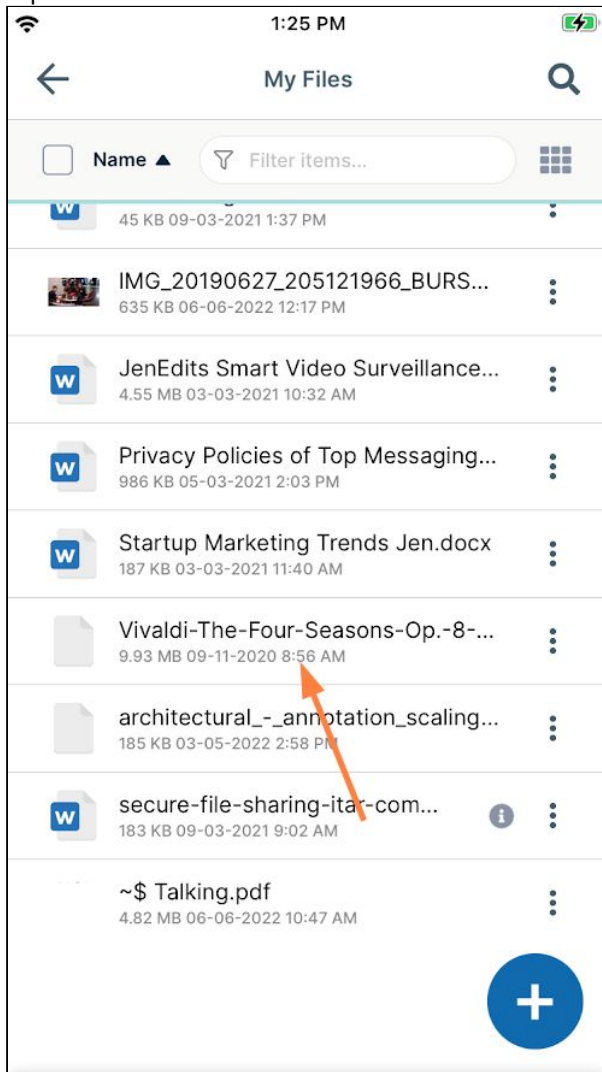 1:25 PM
My Files
Name ▲ Filter items...
45 KB 09-03-2021 1:37 PM
IMG_20190627_205121966_BURS...
635 KB 06-06-2022 12:17 PM
JenEdits Smart Video Surveillance...
4.55 MB 03-03-2021 10:32 AM
Privacy Policies of Top Messaging...
986 KB 05-03-2021 2:03 PM
Startup Marketing Trends Jen.docx
187 KB 03-03-2021 11:40 AM
Vivaldi-The-Four-Seasons-Op.-8-...
9.93 MB 09-11-2020 8:56 AM
architectural_-_annotation_scaling...
185 KB 03-05-2022 2:58 PM
secure-file-sharing-itar-com...
183 KB 09-03-2021 9:02 AM
~$ Talking.pdf
4.82 MB 06-06-2022 10:47 AM